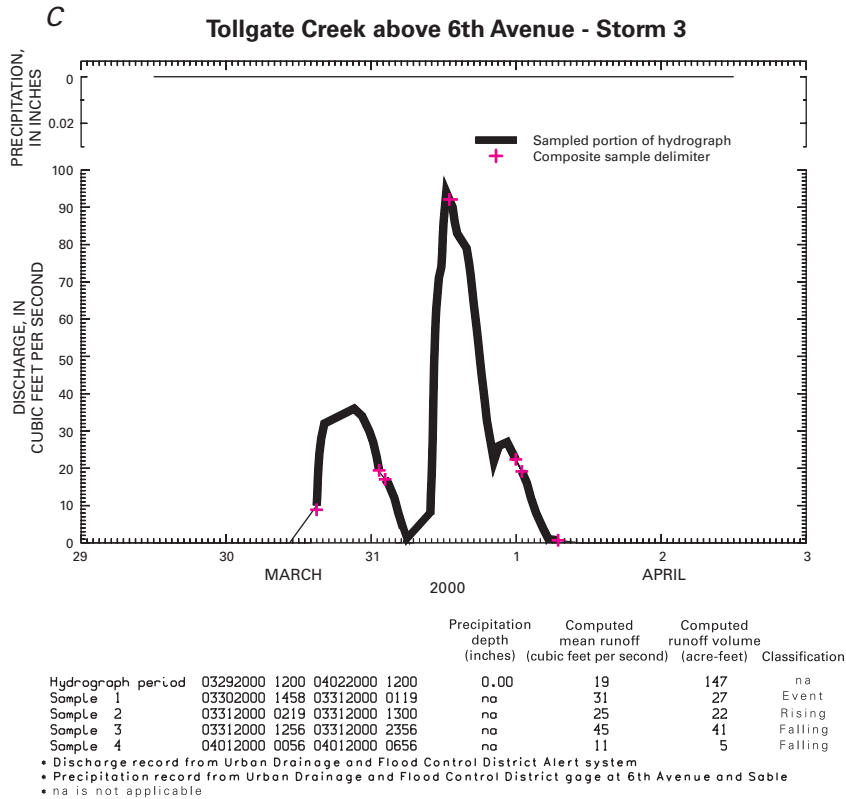 C
Tollgate Creek above 6th Avenue - Storm 3
PRECIPITATION,
IN INCHES
0
0.02
Sampled portion of hydrograph
Composite sample delimiter
DISCHARGE, IN
CUBIC FEET PER SECOND
100
90
80
70
60
50
40
30
20
10
0
29 30 31 1 2 3
MARCH APRIL
2000
Precipitation Computed Computed
depth mean runoff runoff volume
(inches) (cubic feet per second) (acre-feet) Classification
Hydrograph period 03292000 1200 04022000 1200 0.00 19 147 na
Sample 1 03302000 1458 03312000 0119 na 31 27 Event
Sample 2 03312000 0219 03312000 1300 na 25 22 Rising
Sample 3 03312000 1256 03312000 2356 na 45 41 Falling
Sample 4 04012000 0056 04012000 0656 na 11 5 Falling
• Discharge record from Urban Drainage and Flood Control District Alert system
• Precipitation record from Urban Drainage and Flood Control District gage at 6th Avenue and Sable
• na is not applicable